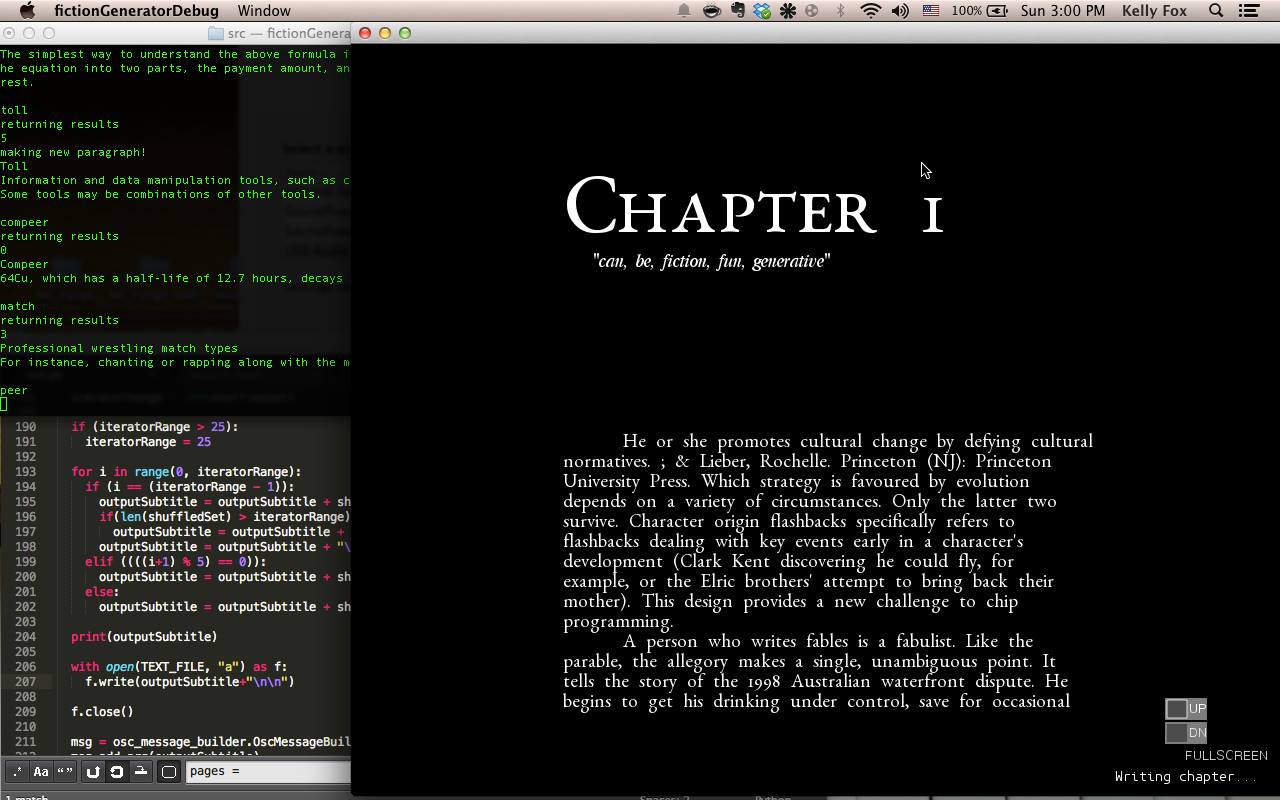 fictionGeneratorDebug Window 100% Sun 3:00 PM Kelly Fox
src — fictionGenera
The simplest way to understand the above formula i
he equation into two parts, the payment amount, an
rest.
toll
returning results
5
making new paragraph!
Toll
Information and data manipulation tools, such as c
Some tools may be combinations of other tools.
compeer
returning results
0
Compeer
64Cu, which has a half-life of 12.7 hours, decays
match
returning results
3
Professional wrestling match types
For instance, chanting or rapping along with the m
peer
190 if (iteratorRange > 25):
191 iteratorRange = 25
192
193 for i in range(0, iteratorRange):
194 if (i == (iteratorRange - 1)):
195 outputSubtitle = outputSubtitle + sh
196 if(len(shuffledSet) > iteratorRange)
197 outputSubtitle = outputSubtitle +
198 outputSubtitle = outputSubtitle + "\
199 elif ((((i+1) % 5) == 0)):
200 outputSubtitle = outputSubtitle + sh
201 else:
202 outputSubtitle = outputSubtitle + sh
203
204 print(outputSubtitle)
205
206 with open(TEXT_FILE, "a") as f:
207 f.write(outputSubtitle+"\n\n")
208
209 f.close()
210
211 msg = osc_message_builder.OscMessageBuil
.* Aa “” pages =
1 match Spaces: 2 Python
Chapter 1
"can, be, fiction, fun, generative"
He or she promotes cultural change by defying cultural
normatives. ; & Lieber, Rochelle. Princeton (NJ): Princeton
University Press. Which strategy is favoured by evolution
depends on a variety of circumstances. Only the latter two
survive. Character origin flashbacks specifically refers to
flashbacks dealing with key events early in a character's
development (Clark Kent discovering he could fly, for
example, or the Elric brothers' attempt to bring back their
mother). This design provides a new challenge to chip
programming.
A person who writes fables is a fabulist. Like the
parable, the allegory makes a single, unambiguous point. It
tells the story of the 1998 Australian waterfront dispute. He
begins to get his drinking under control, save for occasional
UP
DN
FULLSCREEN
Writing chapter...